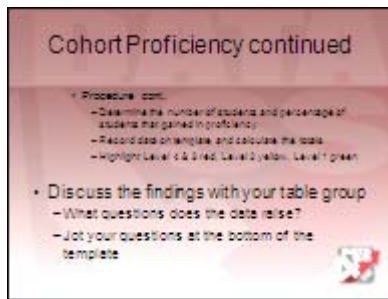 Cohort Proficiency continued
• Procedure cont.
–Determine the number of students and percentage of
students that gained in proficiency
–Record data on template and calculate the totals
–Highlight Level 4 & 3 red, Level 2 yellow, Level 1 green
• Discuss the findings with your table group
–What questions does the data raise?
–Jot your questions at the bottom of the
template